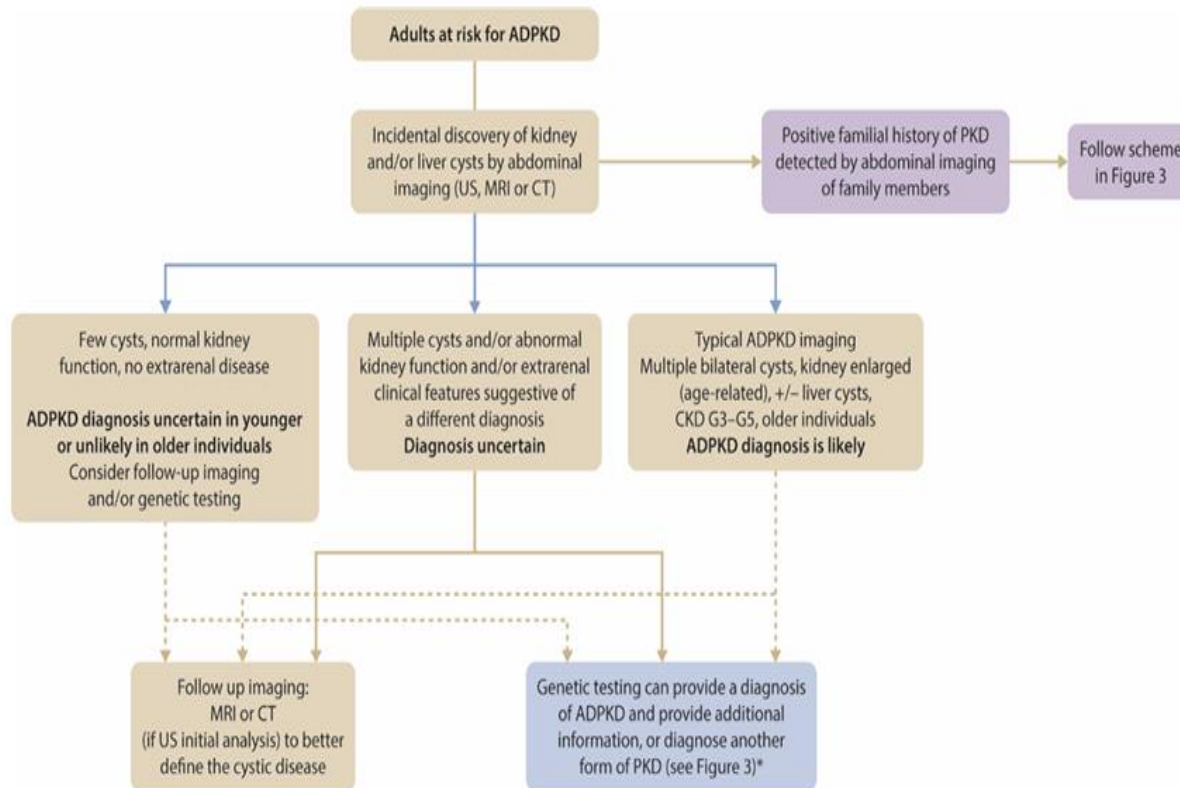 Adults at risk for ADPKD
Incidental discovery of kidney
and/or liver cysts by abdominal
imaging (US, MRI or CT)
Positive familial history of PKD
detected by abdominal imaging
of family members
Follow scheme
in Figure 3
Few cysts, normal kidney
function, no extrarenal disease
ADPKD diagnosis uncertain in younger
or unlikely in older individuals
Consider follow-up imaging
and/or genetic testing
Multiple cysts and/or abnormal
kidney function and/or extrarenal
clinical features suggestive of
a different diagnosis
Diagnosis uncertain
Typical ADPKD imaging
Multiple bilateral cysts, kidney enlarged
(age-related), +/– liver cysts,
CKD G3–G5, older individuals
ADPKD diagnosis is likely
Follow up imaging:
MRI or CT
(if US initial analysis) to better
define the cystic disease
Genetic testing can provide a diagnosis
of ADPKD and provide additional
information, or diagnose another
form of PKD (see Figure 3)*